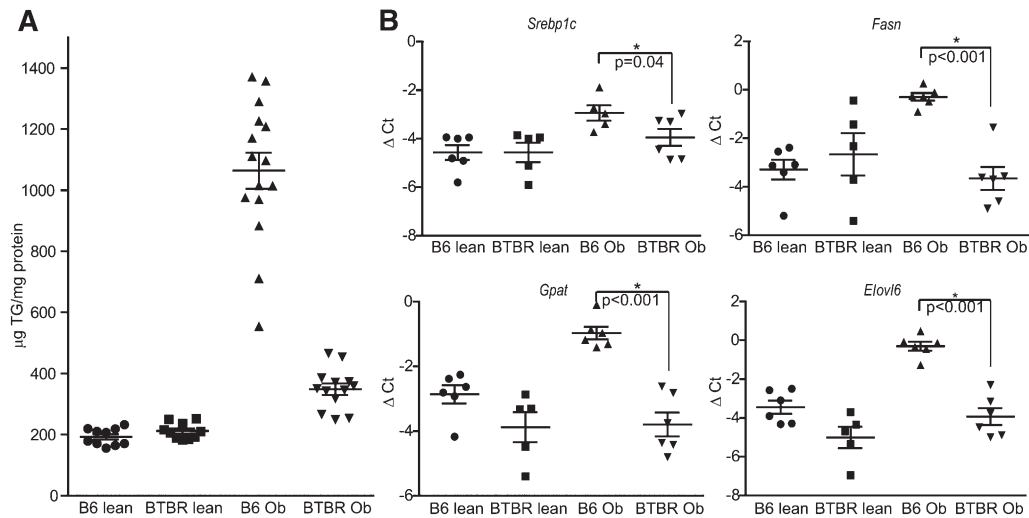 A
μg TG/mg protein
1400
1200
1000
800
600
400
200
0
B6 lean BTBR lean B6 Ob BTBR Ob
B
Srebp1c
Δ Ct
0
-2
-4
-6
-8
*
p=0.04
B6 lean BTBR lean B6 Ob BTBR Ob
Fasn
Δ Ct
2
0
-2
-4
-6
*
p<0.001
B6 lean BTBR lean B6 Ob BTBR Ob
Gpat
Δ Ct
0
-2
-4
-6
*
p<0.001
B6 lean BTBR lean B6 Ob BTBR Ob
Elovl6
Δ Ct
2
0
-2
-4
-6
-8
*
p<0.001
B6 lean BTBR lean B6 Ob BTBR Ob